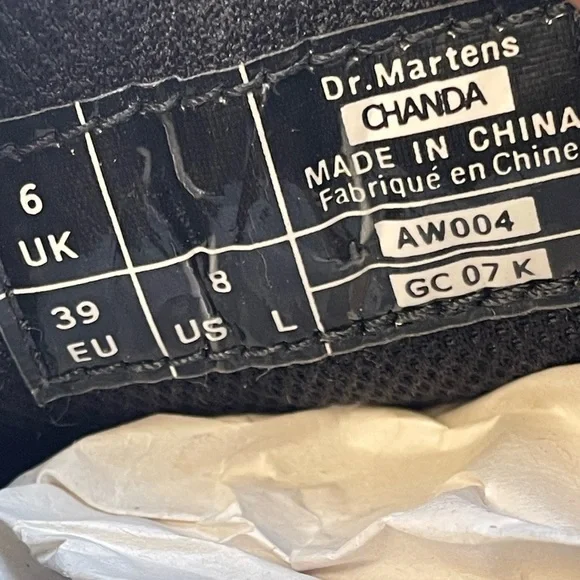 Dr.Martens
CHANDA
MADE IN CHINA
Fabriqué en Chine
AW004
GC 07 K
6
UK
39
EU
8
US L